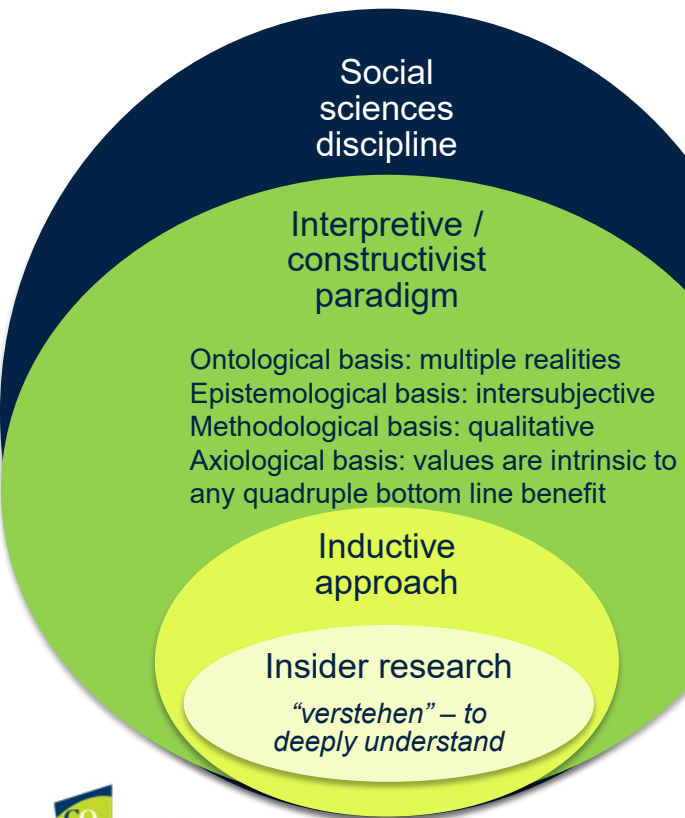 Social
sciences
discipline
Interpretive /
constructivist
paradigm
Ontological basis: multiple realities
Epistemological basis: intersubjective
Methodological basis: qualitative
Axiological basis: values are intrinsic to
any quadruple bottom line benefit
Inductive
approach
Insider research
“verstehen” – to
deeply understand